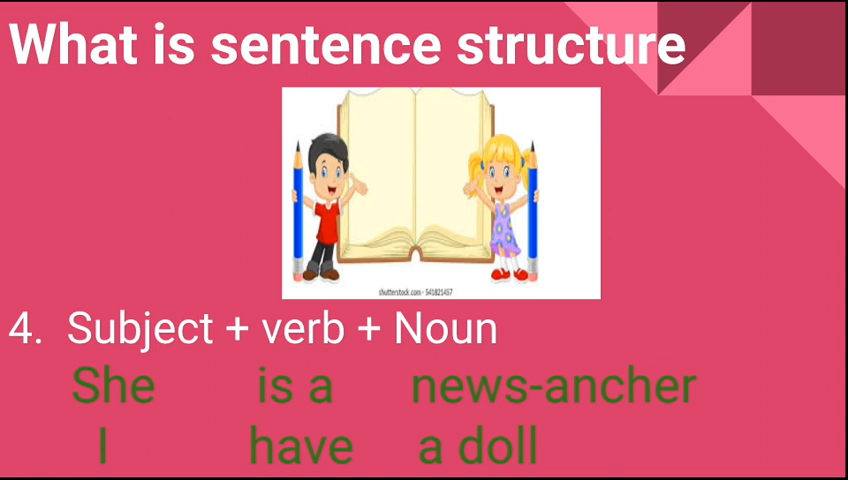 What is sentence structure
shutterstock.com - 541821457
4. Subject + verb + Noun
She is a news-ancher
I have a doll